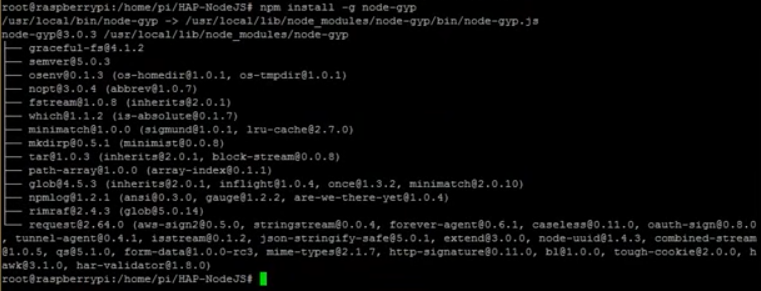 root@raspberrypi:/home/pi/HAP-NodeJS# npm install -g node-gyp
/usr/local/bin/node-gyp -> /usr/local/lib/node_modules/node-gyp/bin/node-gyp.js
node-gyp@3.0.3 /usr/local/lib/node_modules/node-gyp
├── graceful-fs@4.1.2
├── semver@5.0.3
├── osenv@0.1.3 (os-homedir@1.0.1, os-tmpdir@1.0.1)
├── nopt@3.0.4 (abbrev@1.0.7)
├── fstream@1.0.8 (inherits@2.0.1)
├── which@1.1.2 (is-absolute@0.1.7)
├── minimatch@1.0.0 (sigmund@1.0.1, lru-cache@2.7.0)
├── mkdirp@0.5.1 (minimist@0.0.8)
├── tar@1.0.3 (inherits@2.0.1, block-stream@0.0.8)
├── path-array@1.0.0 (array-index@0.1.1)
├── glob@4.5.3 (inherits@2.0.1, inflight@1.0.4, once@1.3.2, minimatch@2.0.10)
├── npmlog@1.2.1 (ansi@0.3.0, gauge@1.2.2, are-we-there-yet@1.0.4)
├── rimraf@2.4.3 (glob@5.0.14)
└── request@2.64.0 (aws-sign2@0.5.0, stringstream@0.0.4, forever-agent@0.6.1, caseless@0.11.0, oauth-sign@0.8.0
, tunnel-agent@0.4.1, isstream@0.1.2, json-stringify-safe@5.0.1, extend@3.0.0, node-uuid@1.4.3, combined-stream
@1.0.5, qs@5.1.0, form-data@1.0.0-rc3, mime-types@2.1.7, http-signature@0.11.0, bl@1.0.0, tough-cookie@2.0.0, h
awk@3.1.0, har-validator@1.8.0)
root@raspberrypi:/home/pi/HAP-NodeJS#